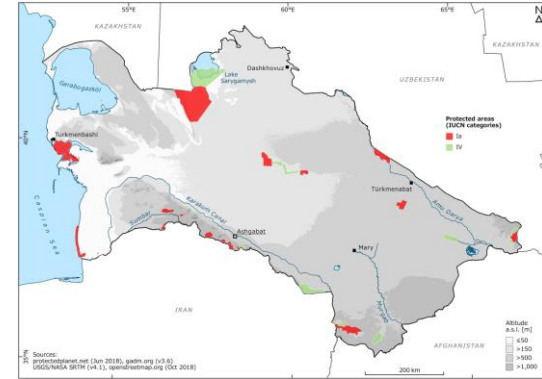 55°E
60°E
65°E
N
KAZAKHSTAN
KAZAKHSTAN
Dashkhovuz
Lake
Sarygamysh
UZBEKISTAN
Garabogazköl
Protected areas
(IUCN categories)
Ia
IV
40°N
Türkmenbashi
Türkmenabat
Caspian Sea
Amu Darya
Karakum Canal
Sumbar
Ashgabat
Mary
Murgap
IRAN
AFGHANISTAN
Altitude
a.s.l. [m]
≤50
>150
>500
>1,000
35°N
Sources:
protectedplanet.net (Jun 2018), gadm.org (v3.6)
USGS/NASA SRTM (v4.1), openstreetmap.org (Oct 2018)
200 km